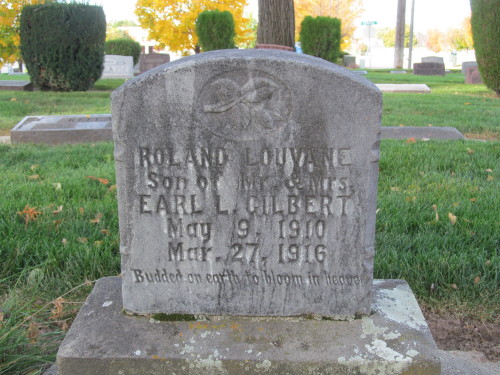 ROLAND LOUVANE
Son of Mr. & Mrs.
EARL L. GILBERT
May 9, 1910
Mar. 27, 1916
Budded on earth to bloom in heaven